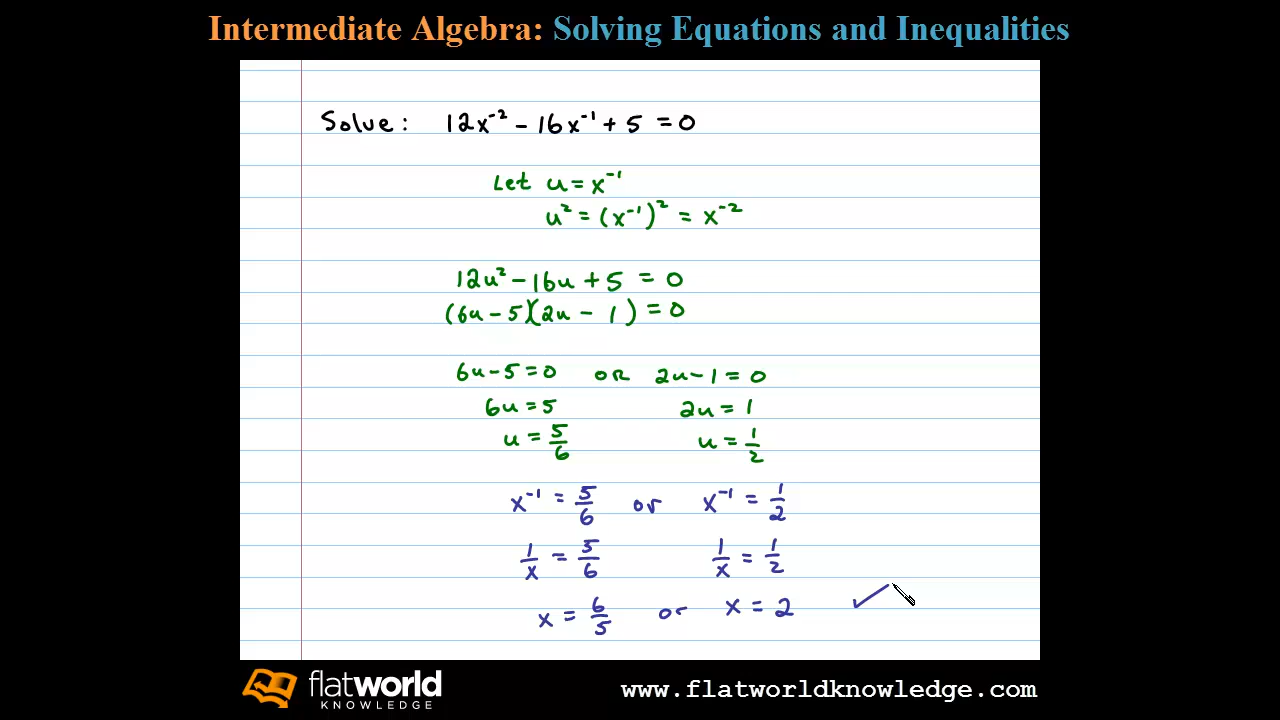 Intermediate Algebra: Solving Equations and Inequalities
Solve: 12x⁻² − 16x⁻¹ + 5 = 0
Let u = x⁻¹
u² = (x⁻¹)² = x⁻²
12u² − 16u + 5 = 0
(6u − 5)(2u − 1) = 0
6u − 5 = 0 or 2u − 1 = 0
6u = 5 2u = 1
u = 5/6 u = 1/2
x⁻¹ = 5/6 or x⁻¹ = 1/2
1/x = 5/6 1/x = 1/2
x = 6/5 or x = 2 ✓
flatworld
KNOWLEDGE
www.flatworldknowledge.com